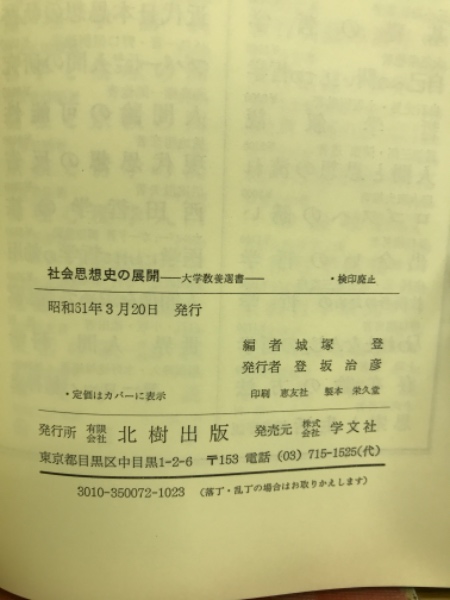 社会思想史の展開――大学教養選書―― ・検印廃止
昭和51年3月20日 発行
編者 城塚 登
発行者 登坂治彦
・定価はカバーに表示 印刷 恵友社 製本 栄久堂
発行所 有限会社 北樹出版 発売元 株式会社 学文社
東京都目黒区中目黒1-2-6 〒153 電話 (03) 715-1525(代)
3010-350072-1023 (落丁・乱丁の場合はお取りかえします)